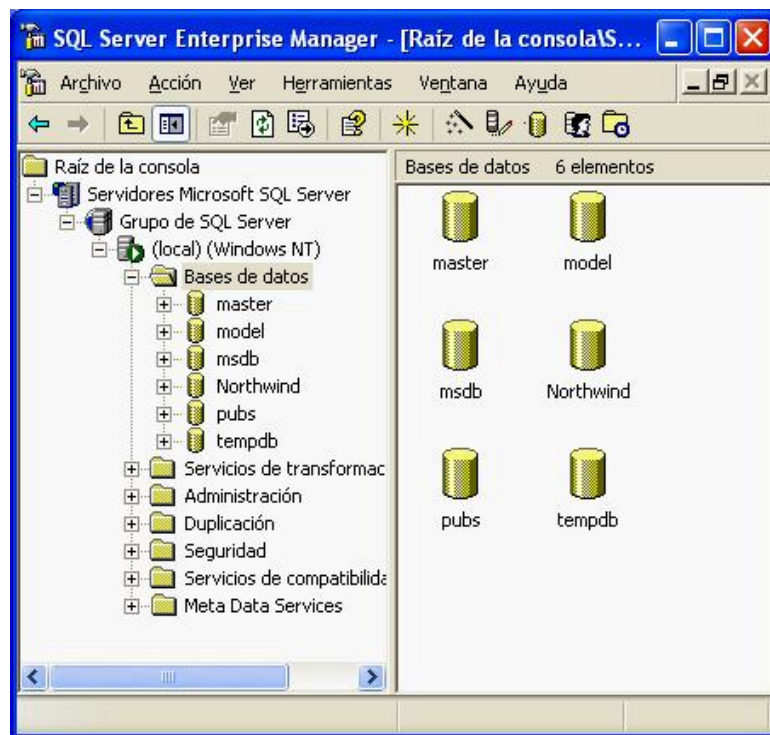 SQL Server Enterprise Manager - [Raíz de la consola\S...
Archivo Acción Ver Herramientas Ventana Ayuda
Raíz de la consola
Servidores Microsoft SQL Server
Grupo de SQL Server
(local) (Windows NT)
Bases de datos
master
model
msdb
Northwind
pubs
tempdb
Servicios de transformac
Administración
Duplicación
Seguridad
Servicios de compatibilida
Meta Data Services
Bases de datos 6 elementos
master model
msdb Northwind
pubs tempdb